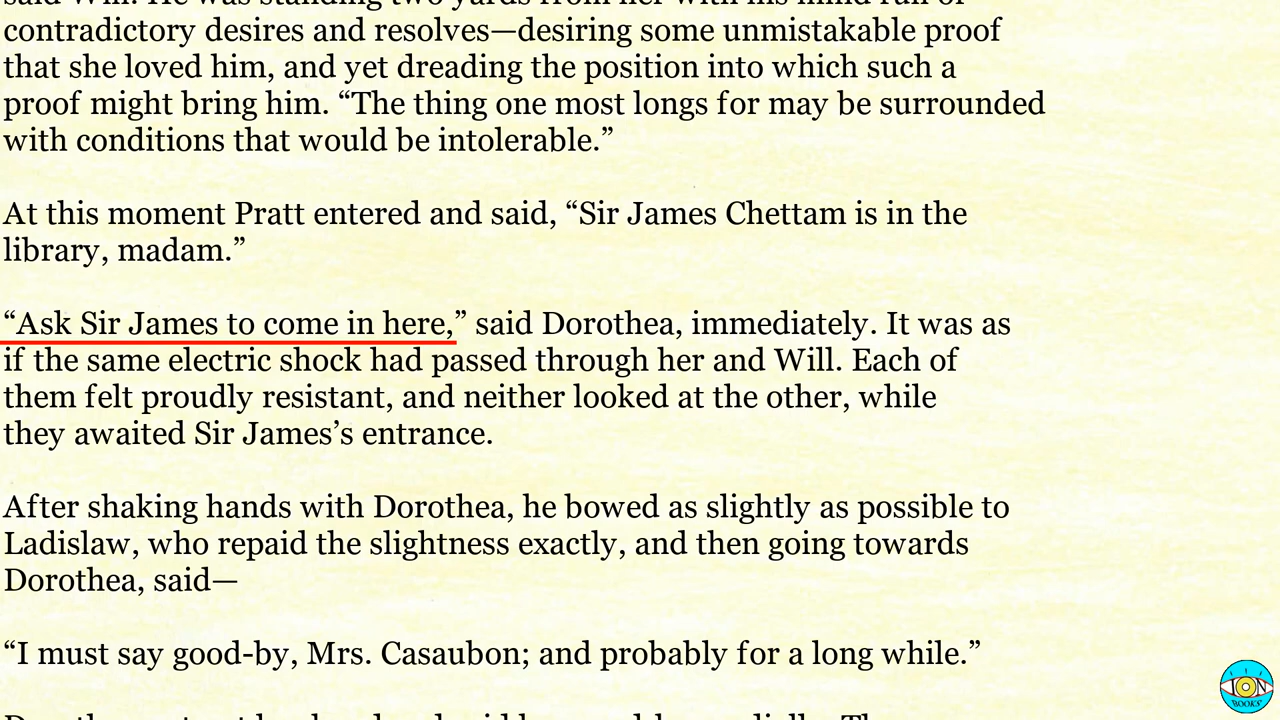 contradictory desires and resolves—desiring some unmistakable proof
that she loved him, and yet dreading the position into which such a
proof might bring him. “The thing one most longs for may be surrounded
with conditions that would be intolerable.”
At this moment Pratt entered and said, “Sir James Chettam is in the
library, madam.”
“Ask Sir James to come in here,” said Dorothea, immediately. It was as
if the same electric shock had passed through her and Will. Each of
them felt proudly resistant, and neither looked at the other, while
they awaited Sir James’s entrance.
After shaking hands with Dorothea, he bowed as slightly as possible to
Ladislaw, who repaid the slightness exactly, and then going towards
Dorothea, said—
“I must say good-by, Mrs. Casaubon; and probably for a long while.”
ION
BOOKS